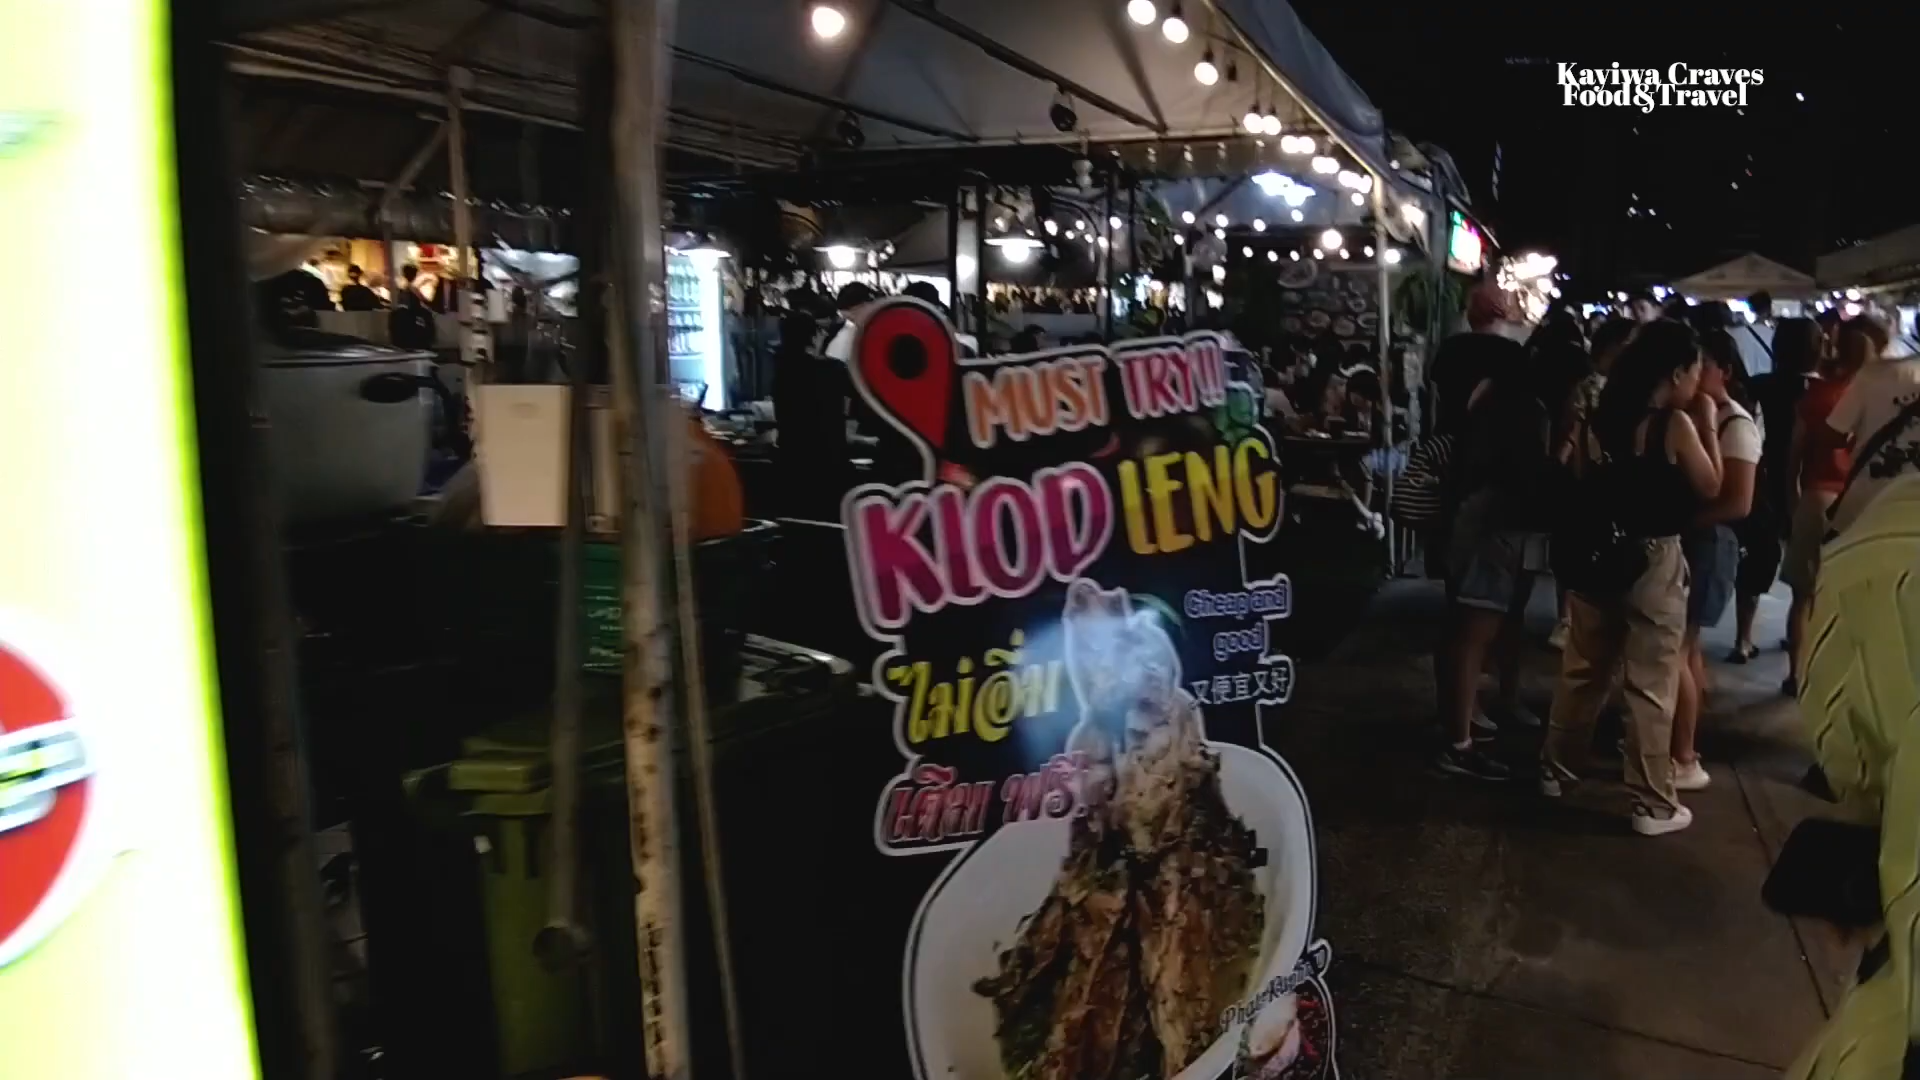 Kayiwa Craves
Food&Travel
MUST TRY!!
KLOD LENG
Cheap and
good
又便宜又好
ไม่อิ่ม
เติม ฟรี